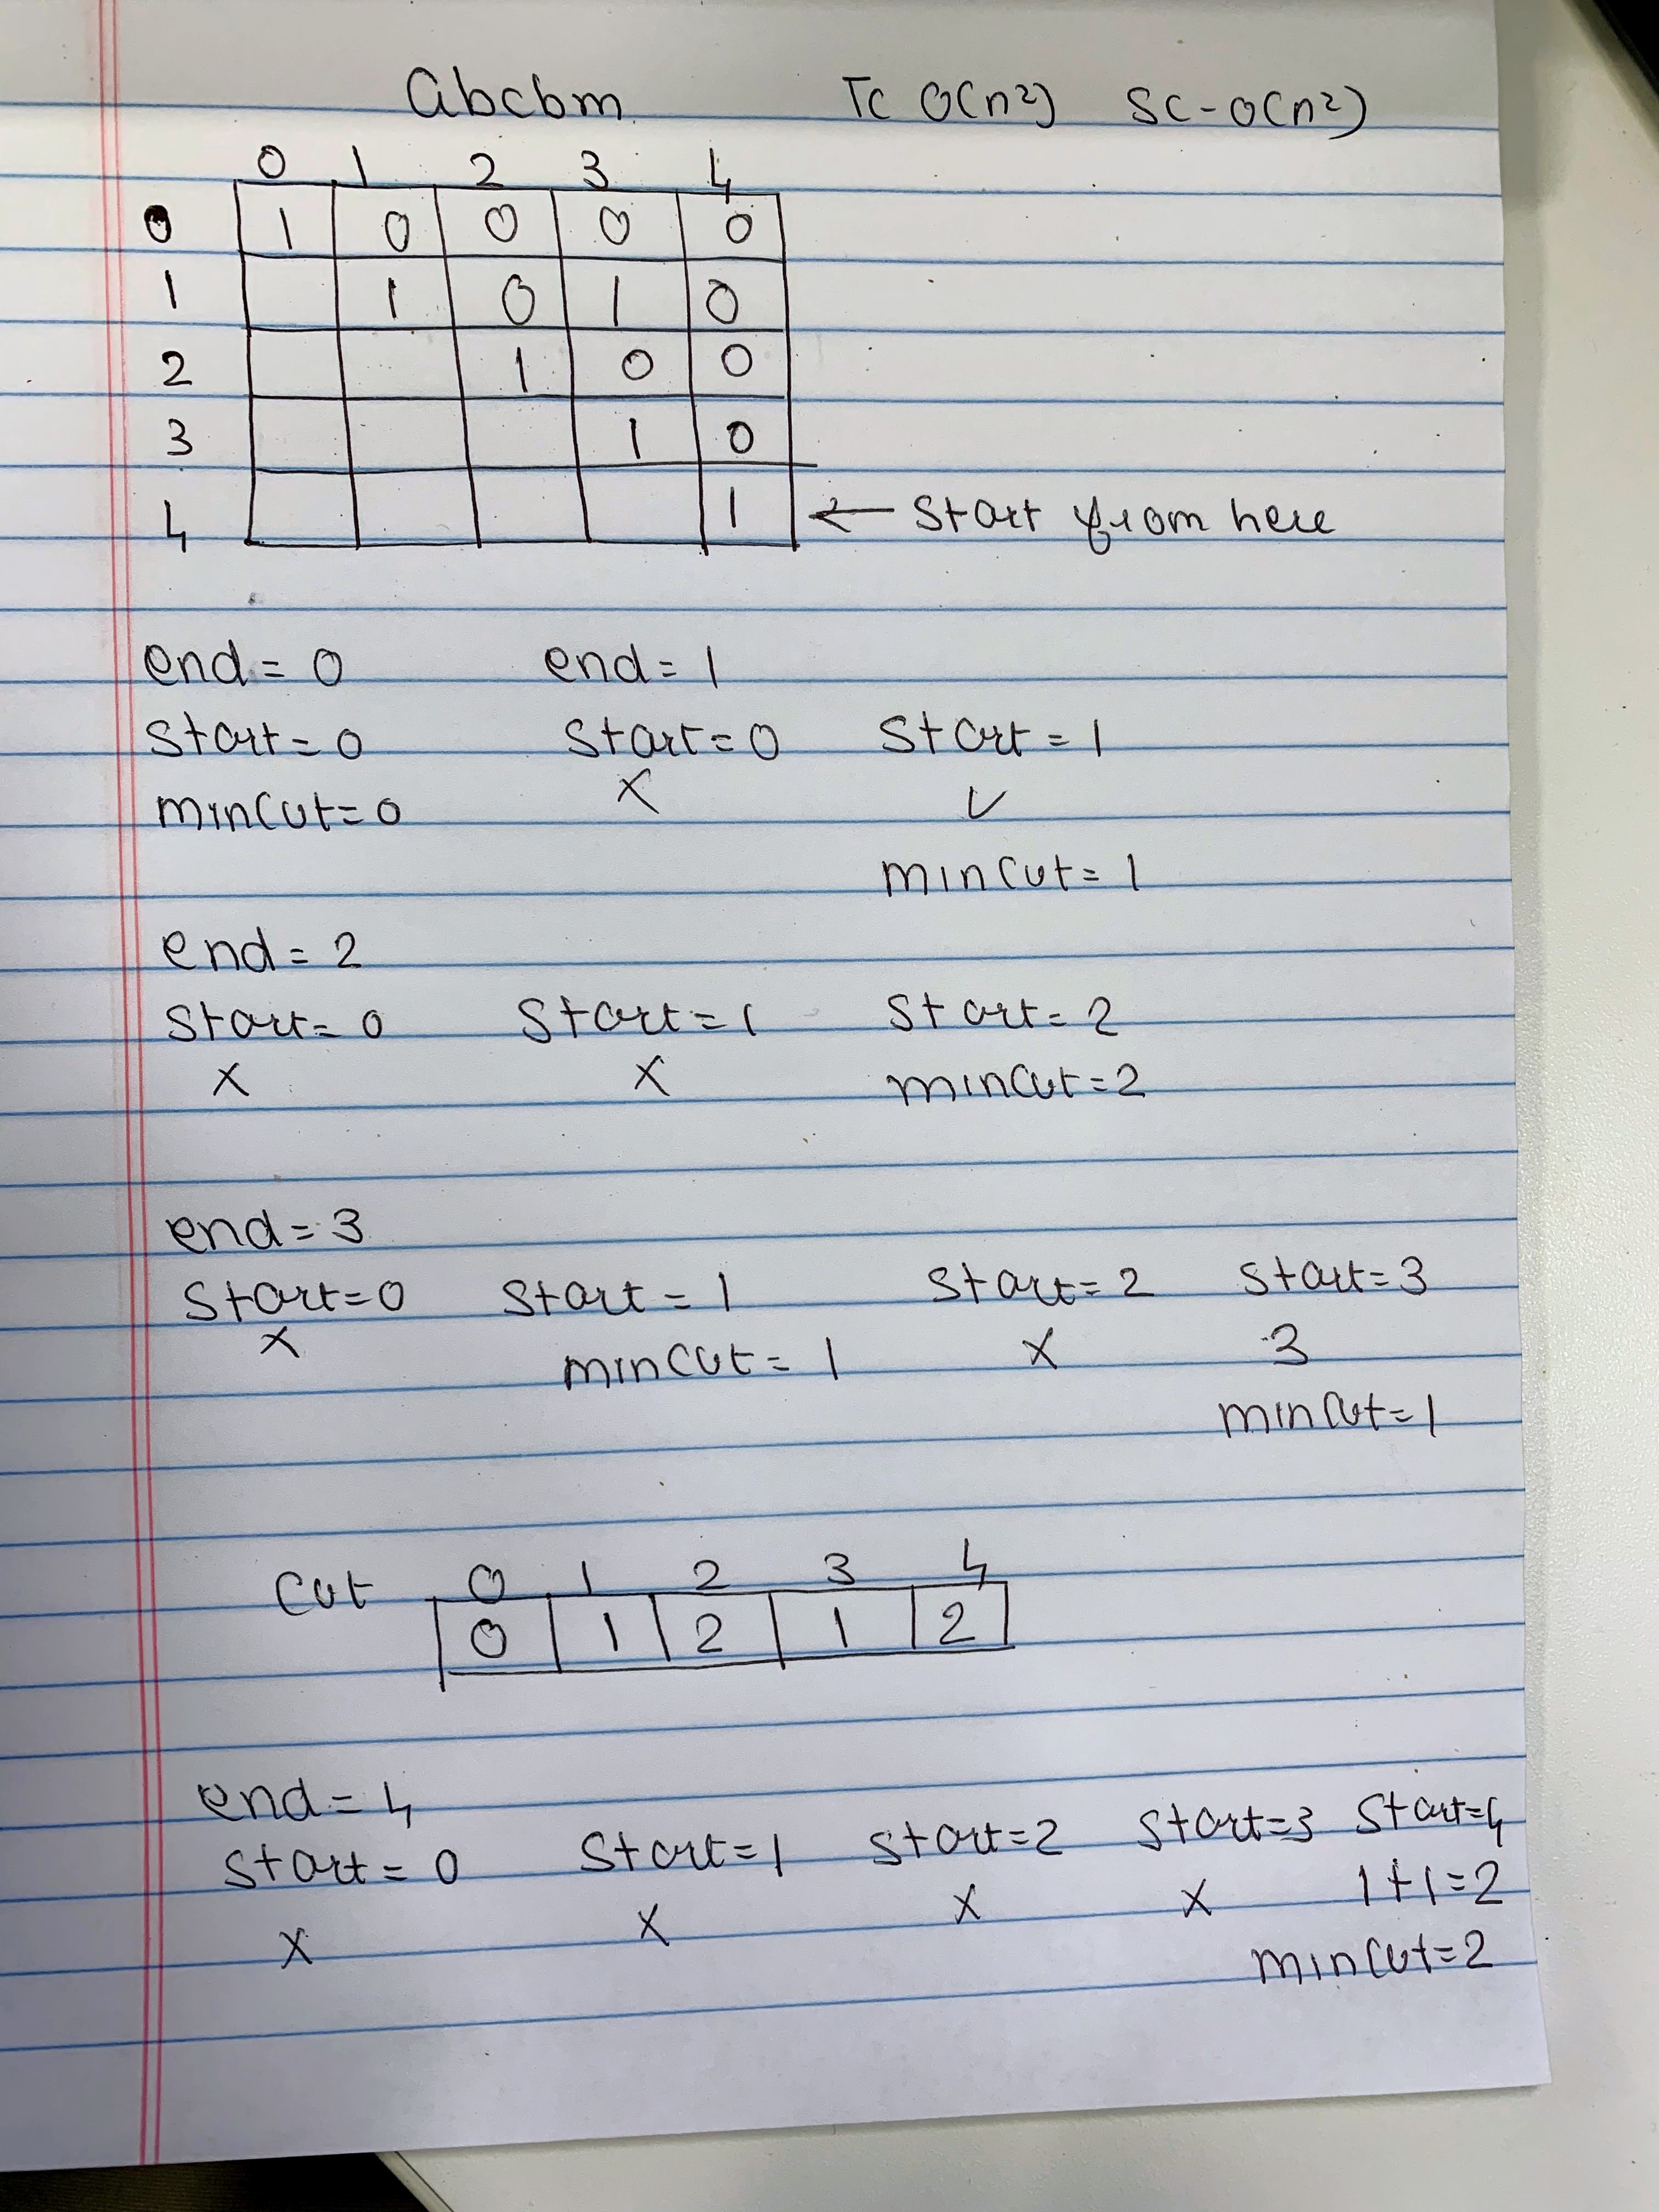 abcbm TC O(n²) SC-O(n²)
0 1 2 3 4
0 1 0 0 0 0
1 1 0 1 0
2 1 0 0
3 1 0
4 1 ← Start from here
end = 0 end = 1
Start = 0 Start = 0 Start = 1
minCut = 0 X ✓
minCut = 1
end = 2
Start = 0 Start = 1 Start = 2
X X minCut = 2
end = 3
Start = 0 Start = 1 Start = 2 Start = 3
X minCut = 1 X 3
minCut = 1
Cut 0 1 2 3 4
0 1 2 1 2
end = 4
Start = 0 Start = 1 Start = 2 Start = 3 Start = 4
X X X X 1+1=2
minCut = 2